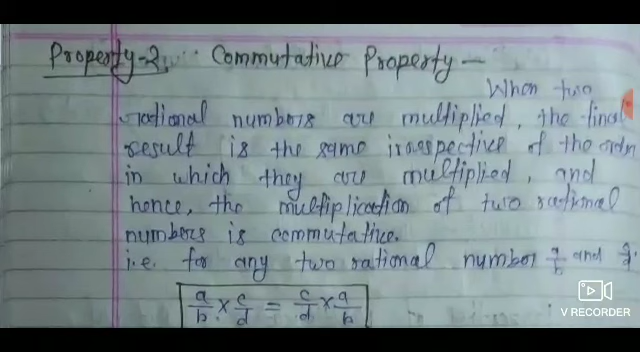 Property-2. Commutative Property —
When two
rational numbers are multiplied, the final
result is the same irrespective of the order
in which they are multiplied, and
hence, the multiplication of two rational
numbers is commutative.
i.e. for any two rational number a/b and c/d.
a/b × c/d = c/d × a/b
V RECORDER